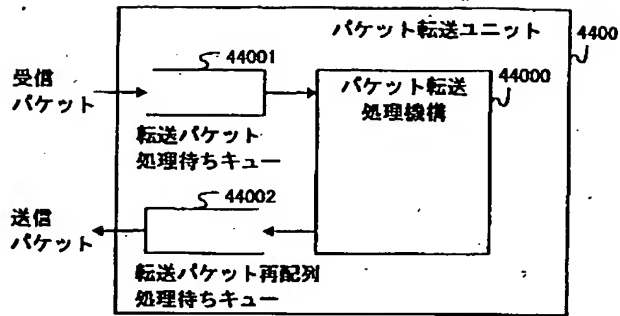 パケット転送ユニット
4400
44001
受信
パケット
パケット転送
処理機構
44000
転送パケット
処理待ちキュー
44002
送信
パケット
転送パケット再配列
処理待ちキュー